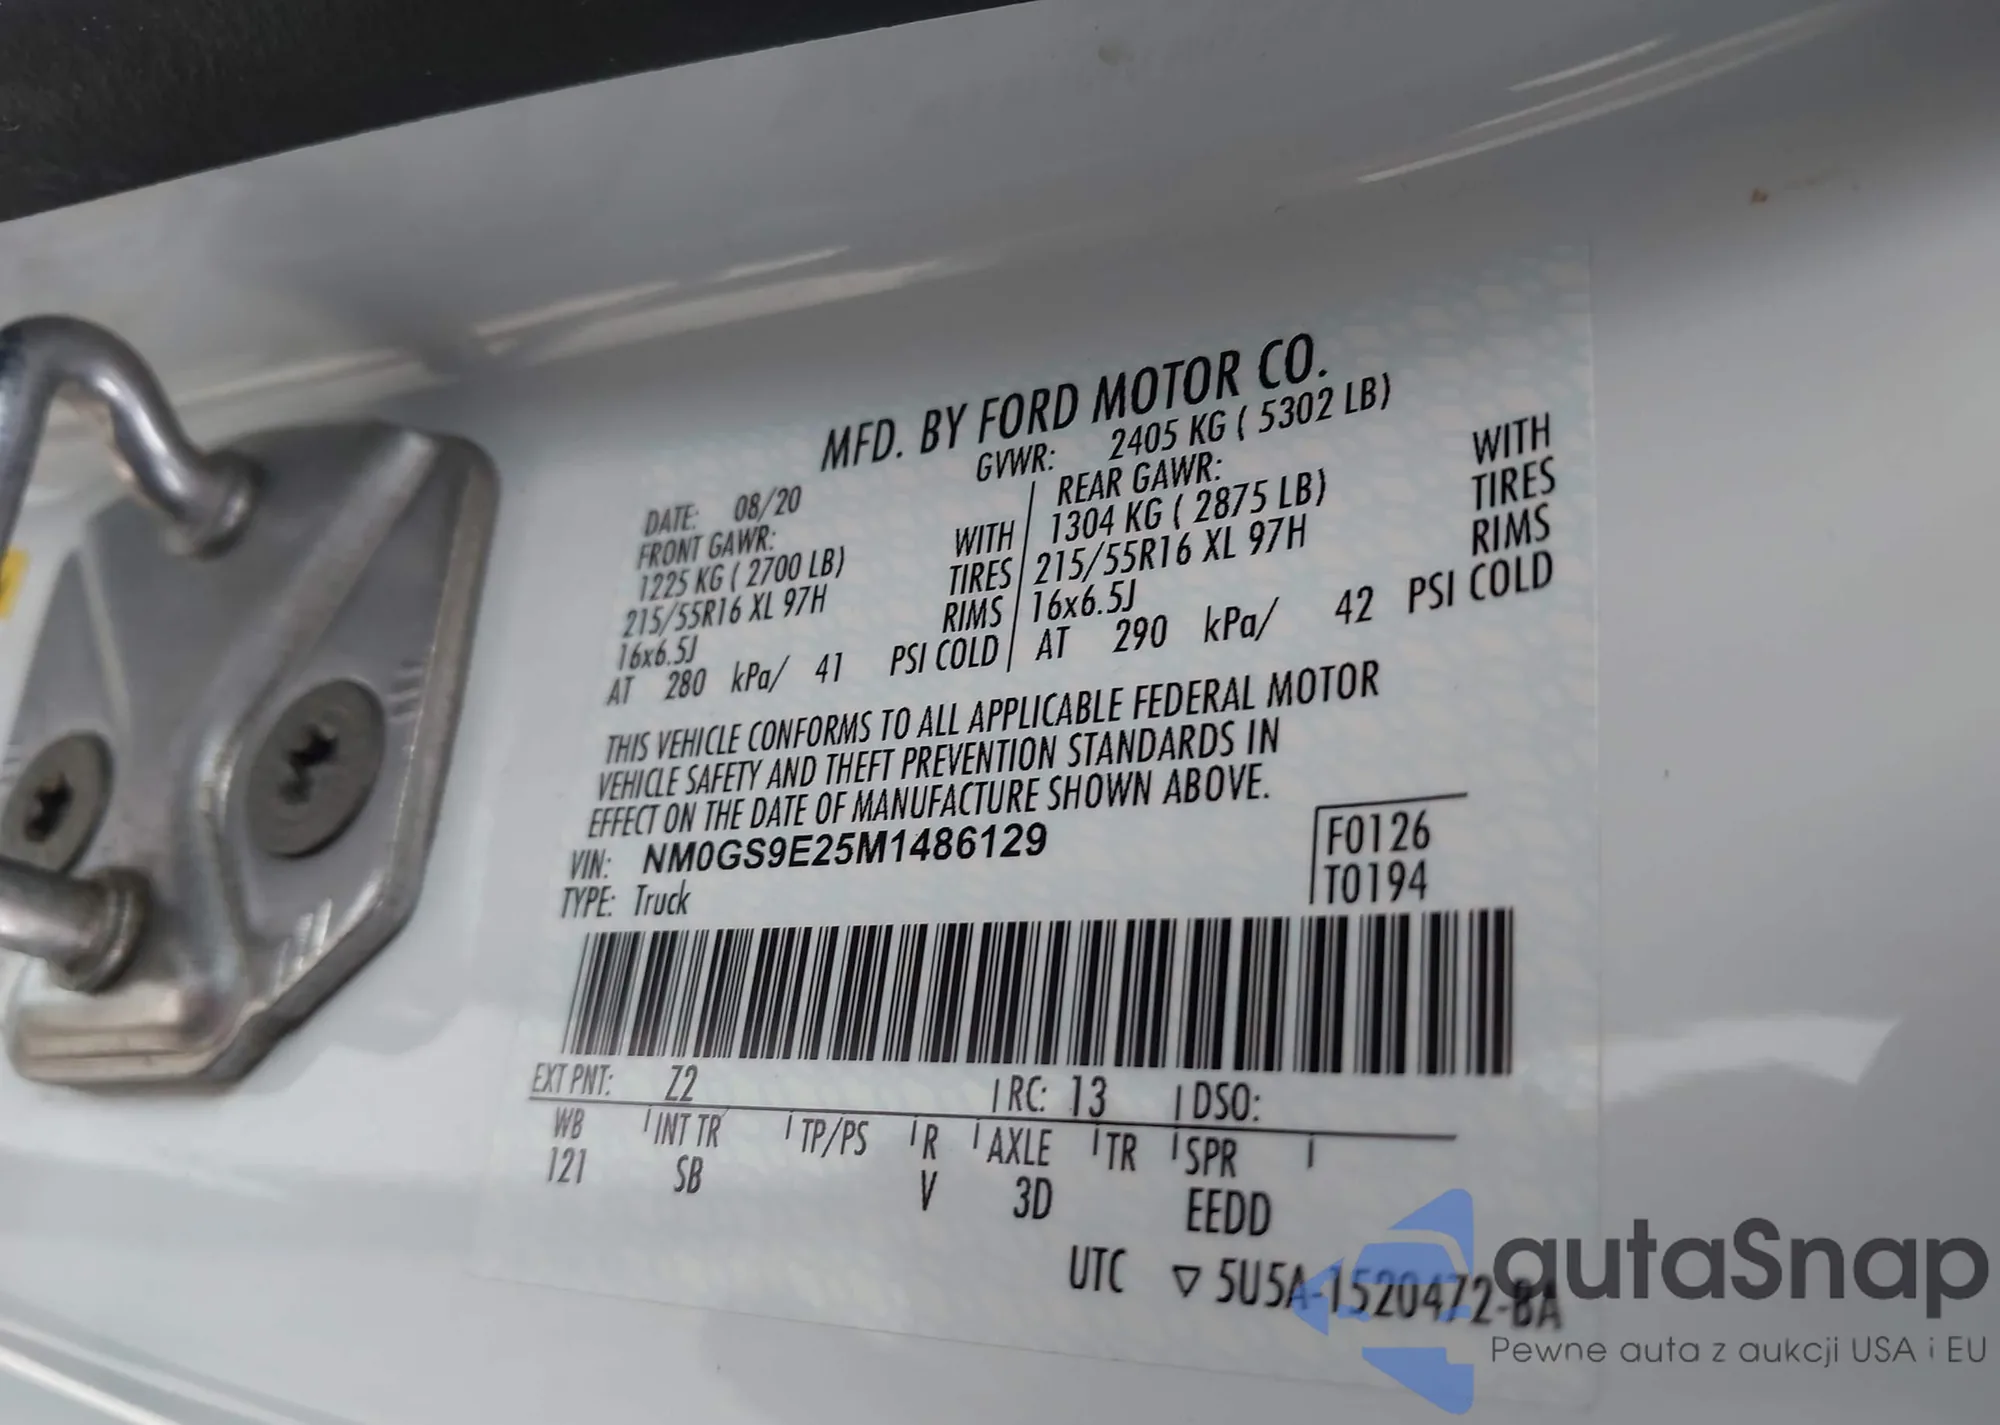 MFD. BY FORD MOTOR CO.
DATE: 08/20 GVWR: 2405 KG ( 5302 LB)
FRONT GAWR: REAR GAWR:
1225 KG ( 2700 LB) WITH 1304 KG ( 2875 LB) WITH
215/55R16 XL 97H TIRES 215/55R16 XL 97H TIRES
16x6.5J RIMS 16x6.5J RIMS
AT 280 kPa/ 41 PSI COLD AT 290 kPa/ 42 PSI COLD
THIS VEHICLE CONFORMS TO ALL APPLICABLE FEDERAL MOTOR
VEHICLE SAFETY AND THEFT PREVENTION STANDARDS IN
EFFECT ON THE DATE OF MANUFACTURE SHOWN ABOVE.
VIN: NM0GS9E25M1486129 F0126
TYPE: Truck T0194
EXT PNT: Z2 RC: 13 DSO:
WB INT TR TP/PS R AXLE TR SPR
121 SB V 3D EEDD
UTC ▽ 5U5A-1520472-BA
autaSnap
Pewne auta z aukcji USA i EU